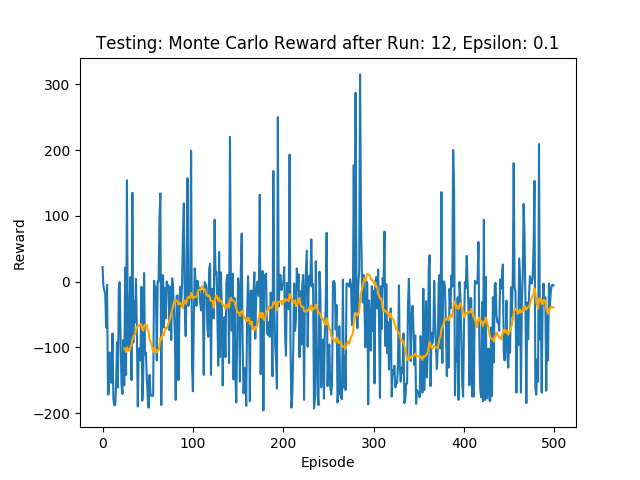 Testing: Monte Carlo Reward after Run: 12, Epsilon: 0.1
300
200
100
0
−100
−200
Reward
0 100 200 300 400 500
Episode